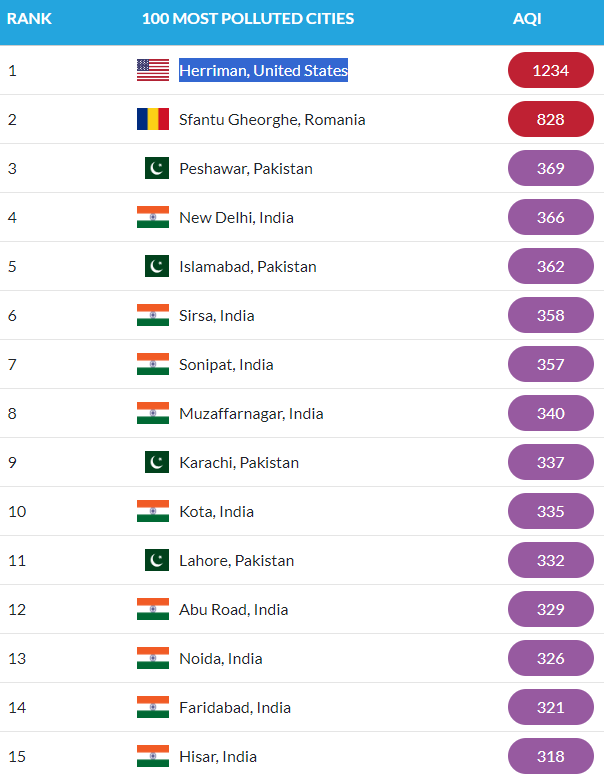 RANK 100 MOST POLLUTED CITIES AQI
1 Herriman, United States 1234
2 Sfantu Gheorghe, Romania 828
3 Peshawar, Pakistan 369
4 New Delhi, India 366
5 Islamabad, Pakistan 362
6 Sirsa, India 358
7 Sonipat, India 357
8 Muzaffarnagar, India 340
9 Karachi, Pakistan 337
10 Kota, India 335
11 Lahore, Pakistan 332
12 Abu Road, India 329
13 Noida, India 326
14 Faridabad, India 321
15 Hisar, India 318